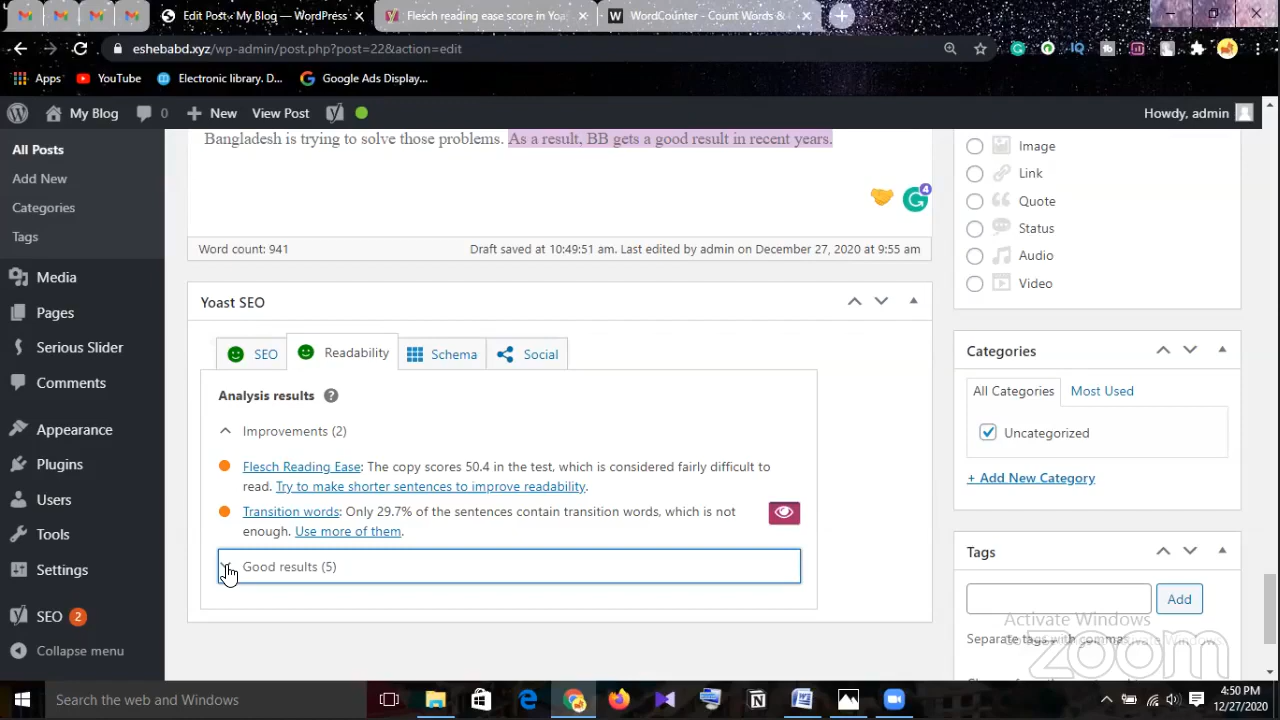 Edit Post ‹ My Blog — WordPress
Flesch reading ease score in Yoa
WordCounter - Count Words &
eshebabd.xyz/wp-admin/post.php?post=22&action=edit
Apps
YouTube
Electronic library. D...
Google Ads Display...
My Blog
0
New
View Post
Howdy, admin
All Posts
Add New
Categories
Tags
Media
Pages
Serious Slider
Comments
Appearance
Plugins
Users
Tools
Settings
SEO 2
Collapse menu
Bangladesh is trying to solve those problems. As a result, BB gets a good result in recent years.
4
Word count: 941
Draft saved at 10:49:51 am. Last edited by admin on December 27, 2020 at 9:55 am
Yoast SEO
SEO
Readability
Schema
Social
Analysis results
Improvements (2)
Flesch Reading Ease: The copy scores 50.4 in the test, which is considered fairly difficult to
read. Try to make shorter sentences to improve readability.
Transition words: Only 29.7% of the sentences contain transition words, which is not
enough. Use more of them.
Good results (5)
Image
Link
Quote
Status
Audio
Video
Categories
All Categories
Most Used
Uncategorized
+ Add New Category
Tags
Add
Activate Windows
Separate tags with commas
zoom
Search the web and Windows
4:50 PM
12/27/2020